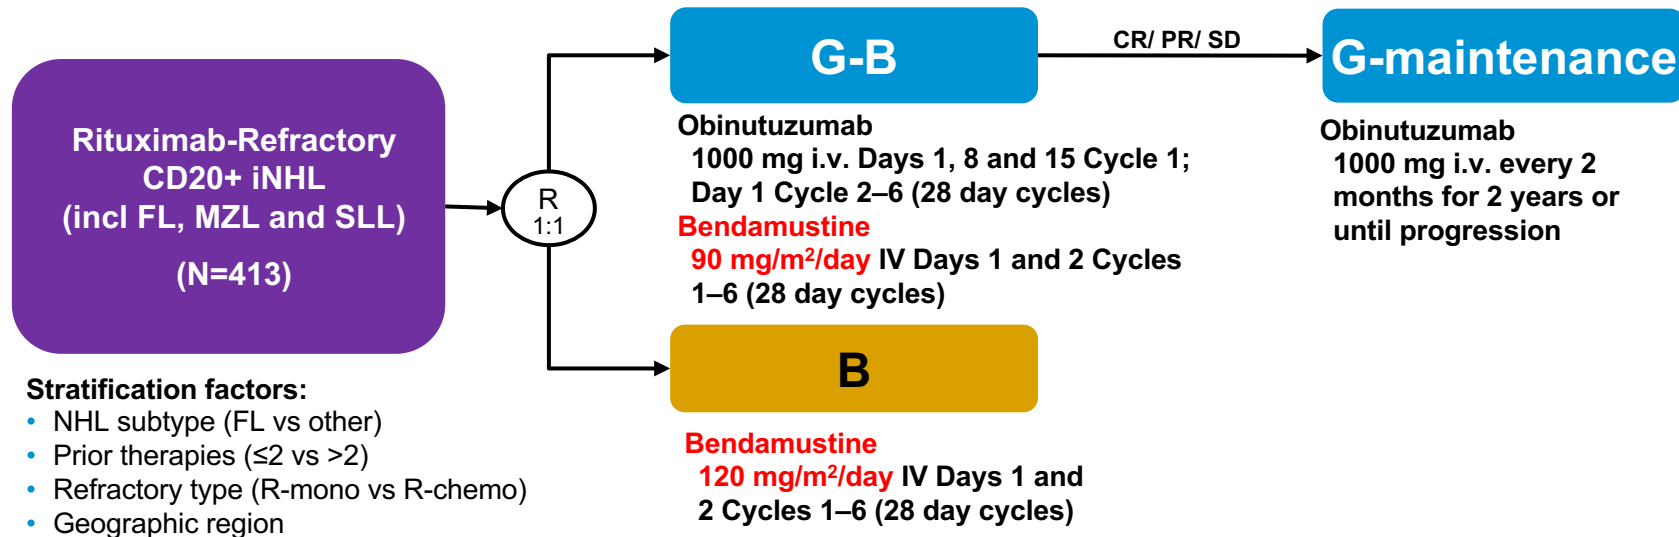 Rituximab-Refractory
CD20+ iNHL
(incl FL, MZL and SLL)
(N=413)
Stratification factors:
• NHL subtype (FL vs other)
• Prior therapies (≤2 vs >2)
• Refractory type (R-mono vs R-chemo)
• Geographic region
R
1:1
G-B
Obinutuzumab
1000 mg i.v. Days 1, 8 and 15 Cycle 1;
Day 1 Cycle 2–6 (28 day cycles)
Bendamustine
90 mg/m²/day IV Days 1 and 2 Cycles
1–6 (28 day cycles)
B
Bendamustine
120 mg/m²/day IV Days 1 and
2 Cycles 1–6 (28 day cycles)
CR/ PR/ SD
G-maintenance
Obinutuzumab
1000 mg i.v. every 2
months for 2 years or
until progression